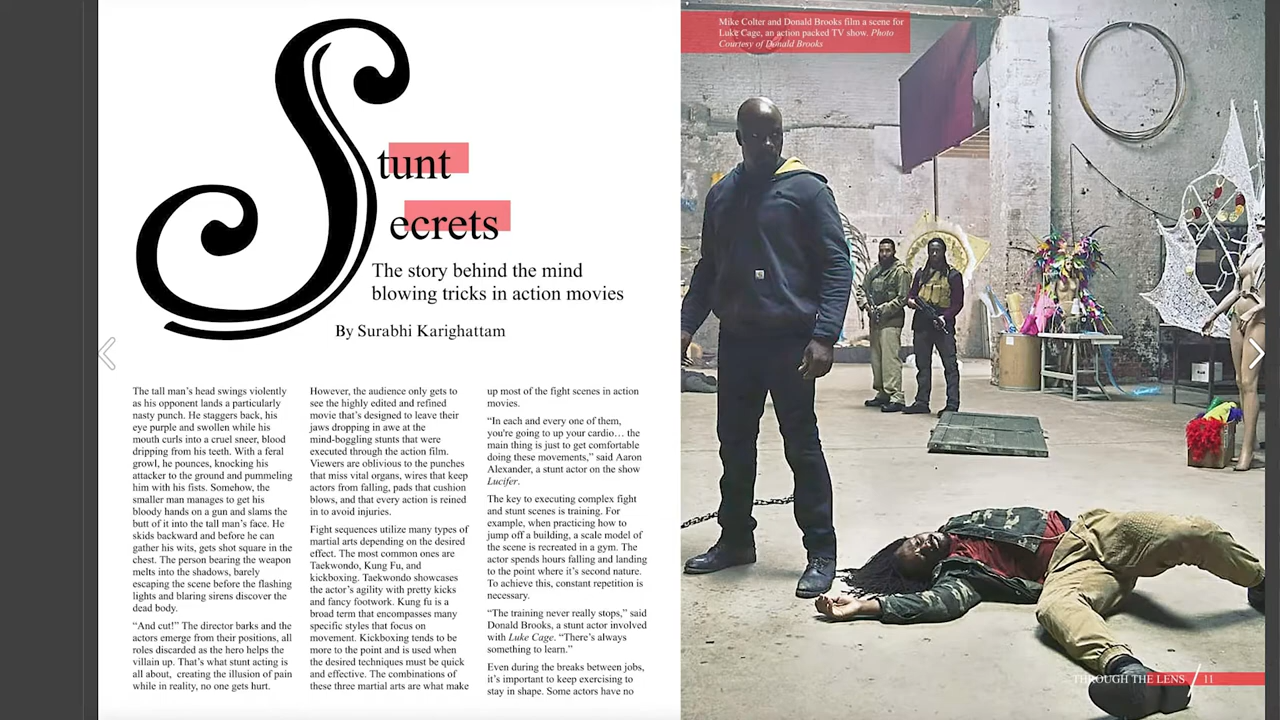 Stunt
Secrets
The story behind the mind
blowing tricks in action movies
By Surabhi Karighattam
The tall man’s head swings violently
as his opponent lands a particularly
nasty punch. He staggers back, his
eye purple and swollen while his
mouth curls into a cruel sneer, blood
dripping from his teeth. With a feral
growl, he pounces, knocking his
attacker to the ground and pummeling
him with his fists. Somehow, the
smaller man manages to get his
bloody hands on a gun and slams the
butt of it into the tall man’s face. He
skids backward and before he can
gather his wits, gets shot square in the
chest. The person bearing the weapon
melts into the shadows, barely
escaping the scene before the flashing
lights and blaring sirens discover the
dead body.
“And cut!” The director barks and the
actors emerge from their positions, all
roles discarded as the hero helps the
villain up. That’s what stunt acting is
all about, creating the illusion of pain
while in reality, no one gets hurt.
However, the audience only gets to
see the highly edited and refined
movie that’s designed to leave their
jaws dropping in awe at the
mind-boggling stunts that were
executed through the action film.
Viewers are oblivious to the punches
that miss vital organs, wires that keep
actors from falling, pads that cushion
blows, and that every action is reined
in to avoid injuries.
Fight sequences utilize many types of
martial arts depending on the desired
effect. The most common ones are
Taekwondo, Kung Fu, and
kickboxing. Taekwondo showcases
the actor’s agility with pretty kicks
and fancy footwork. Kung fu is a
broad term that encompasses many
specific styles that focus on
movement. Kickboxing tends to be
more to the point and is used when
the desired techniques must be quick
and effective. The combinations of
these three martial arts are what make
up most of the fight scenes in action
movies.
“In each and every one of them,
you're going to up your cardio… the
main thing is just to get comfortable
doing these movements,” said Aaron
Alexander, a stunt actor on the show
Lucifer.
The key to executing complex fight
and stunt scenes is training. For
example, when practicing how to
jump off a building, a scale model of
the scene is recreated in a gym. The
actor spends hours falling and landing
to the point where it’s second nature.
To achieve this, constant repetition is
necessary.
“The training never really stops,” said
Donald Brooks, a stunt actor involved
with Luke Cage. “There’s always
something to learn.”
Even during the breaks between jobs,
it’s important to keep exercising to
stay in shape. Some actors have no
Mike Colter and Donald Brooks film a scene for
Luke Cage, an action packed TV show. Photo
Courtesy of Donald Brooks
THROUGH THE LENS / 11